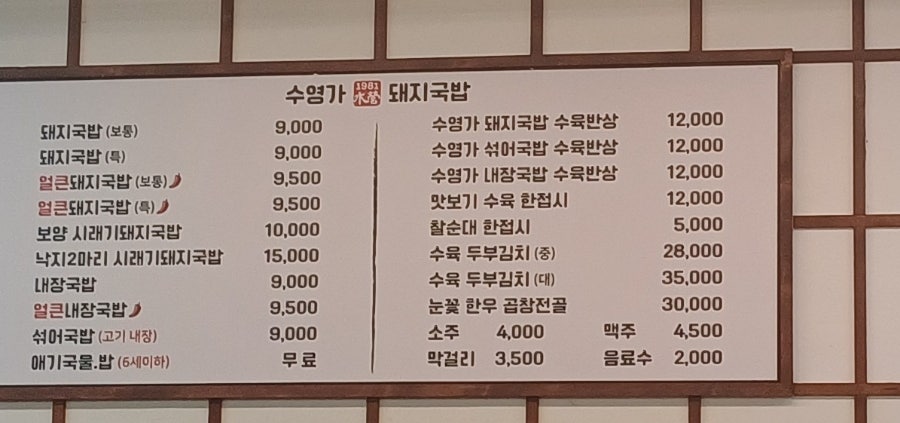 수영가 1981 水營 돼지국밥
돼지국밥 (보통) 9,000
돼지국밥 (특) 9,000
얼큰돼지국밥 (보통) 9,500
얼큰돼지국밥 (특) 9,500
보양 시래기돼지국밥 10,000
낙지2마리 시래기돼지국밥 15,000
내장국밥 9,000
얼큰내장국밥 9,500
섞어국밥 (고기 내장) 9,000
애기국물.밥 (6세미하) 무료
수영가 돼지국밥 수육반상 12,000
수영가 섞어국밥 수육반상 12,000
수영가 내장국밥 수육반상 12,000
맛보기 수육 한접시 12,000
찰순대 한접시 5,000
수육 두부김치 (中) 28,000
수육 두부김치 (대) 35,000
눈꽃 한우 곱창전골 30,000
소주 4,000 맥주 4,500
막걸리 3,500 음료수 2,000